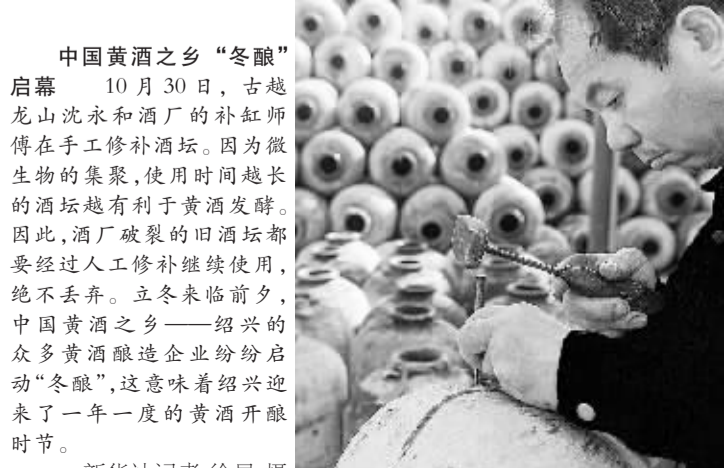 中国黄酒之乡“冬酿”
启幕 10月30日，古越
龙山沈永和酒厂的补缸师
傅在手工修补酒坛。因为微
生物的集聚,使用时间越长
的酒坛越有利于黄酒发酵。
因此,酒厂破裂的旧酒坛都
要经过人工修补继续使用,
绝不丢弃。立冬来临前夕,
中国黄酒之乡——绍兴的
众多黄酒酿造企业纷纷启
动“冬酿”,这意味着绍兴迎
来了一年一度的黄酒开酿
时节。
新华社记者